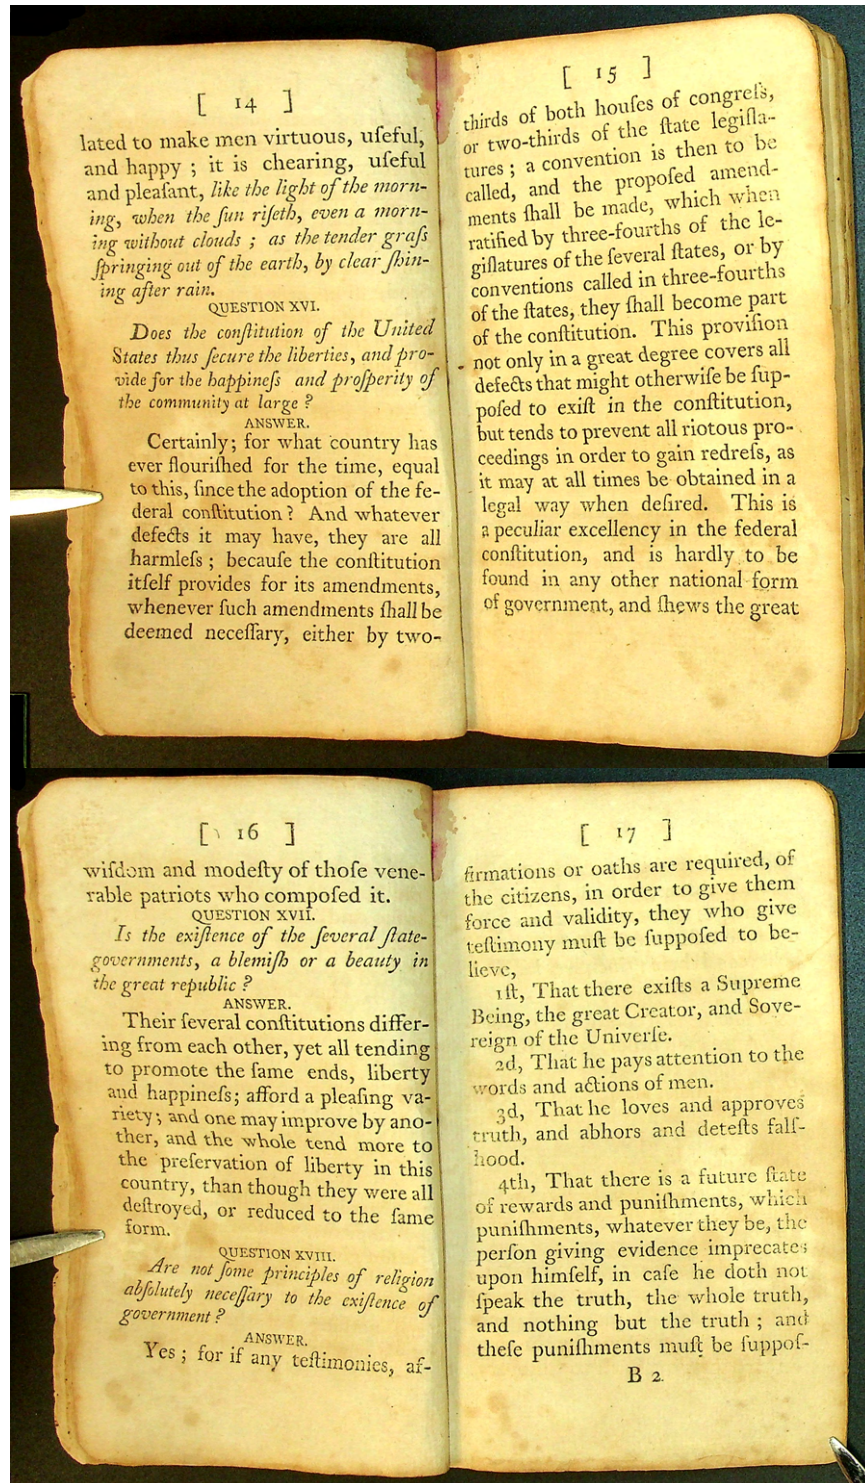 [ 14 ]
lated to make men virtuous, uſeful,
and happy ; it is chearing, uſeful
and pleaſant, like the light of the morn-
ing, when the ſun riſeth, even a morn-
ing without clouds ; as the tender graſs
ſpringing out of the earth, by clear ſhin-
ing after rain.
QUESTION XVI.
Does the conſtitution of the United
States thus ſecure the liberties, and pro-
vide for the happineſs and proſperity of
the community at large ?
ANSWER.
Certainly; for what country has
ever flouriſhed for the time, equal
to this, ſince the adoption of the fe-
deral conſtitution ? And whatever
defects it may have, they are all
harmleſs ; becauſe the conſtitution
itſelf provides for its amendments,
whenever ſuch amendments ſhall be
deemed neceſſary, either by two-
[ 15 ]
thirds of both houſes of congreſs,
or two-thirds of the ſtate legiſla-
tures ; a convention is then to be
called, and the propoſed amend-
ments ſhall be made, which when
ratified by three-fourths of the le-
giſlatures of the ſeveral ſtates, or by
conventions called in three-fourths
of the ſtates, they ſhall become part
of the conſtitution. This proviſion
not only in a great degree covers all
defects that might otherwiſe be ſup-
poſed to exiſt in the conſtitution,
but tends to prevent all riotous pro-
ceedings in order to gain redreſs, as
it may at all times be obtained in a
legal way when deſired. This is
a peculiar excellency in the federal
conſtitution, and is hardly to be
found in any other national form
of government, and ſhews the great
[ 16 ]
wiſdom and modeſty of thoſe vene-
rable patriots who compoſed it.
QUESTION XVII.
Is the exiſtence of the ſeveral ſtate-
governments, a blemiſh or a beauty in
the great republic ?
ANSWER.
Their ſeveral conſtitutions differ-
ing from each other, yet all tending
to promote the ſame ends, liberty
and happineſs; afford a pleaſing va-
riety; and one may improve by ano-
ther, and the whole tend more to
the preſervation of liberty in this
country, than though they were all
deſtroyed, or reduced to the ſame
form.
QUESTION XVIII.
Are not ſome principles of religion
abſolutely neceſſary to the exiſtence of
government ?
ANSWER.
Yes ; for if any teſtimonies, af-
[ 17 ]
firmations or oaths are required, of
the citizens, in order to give them
force and validity, they who give
teſtimony muſt be ſuppoſed to be-
lieve,
1ſt, That there exiſts a Supreme
Being, the great Creator, and Sove-
reign of the Univerſe.
2d, That he pays attention to the
words and actions of men.
3d, That he loves and approves
truth, and abhors and deteſts falſ-
hood.
4th, That there is a future ſtate
of rewards and puniſhments, which
puniſhments, whatever they be, the
perſon giving evidence imprecates
upon himſelf, in caſe he doth not
ſpeak the truth, the whole truth,
and nothing but the truth ; and
theſe puniſhments muſt be ſuppoſ-
B 2.